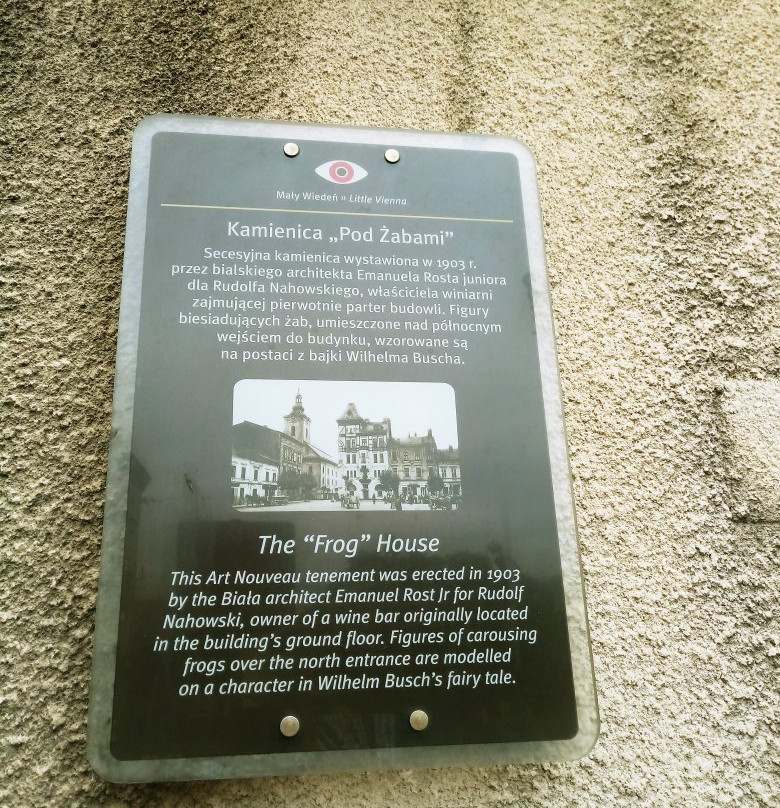 Mały Wiedeń » Little Vienna
Kamienica „Pod Żabami”
Secesyjna kamienica wystawiona w 1903 r.
przez bialskiego architekta Emanuela Rosta juniora
dla Rudolfa Nahowskiego, właściciela winiarni
zajmującej pierwotnie parter budowli. Figury
biesiadujących żab, umieszczone nad północnym
wejściem do budynku, wzorowane są
na postaci z bajki Wilhelma Buscha.
The “Frog” House
This Art Nouveau tenement was erected in 1903
by the Biała architect Emanuel Rost Jr for Rudolf
Nahowski, owner of a wine bar originally located
in the building's ground floor. Figures of carousing
frogs over the north entrance are modelled
on a character in Wilhelm Busch's fairy tale.